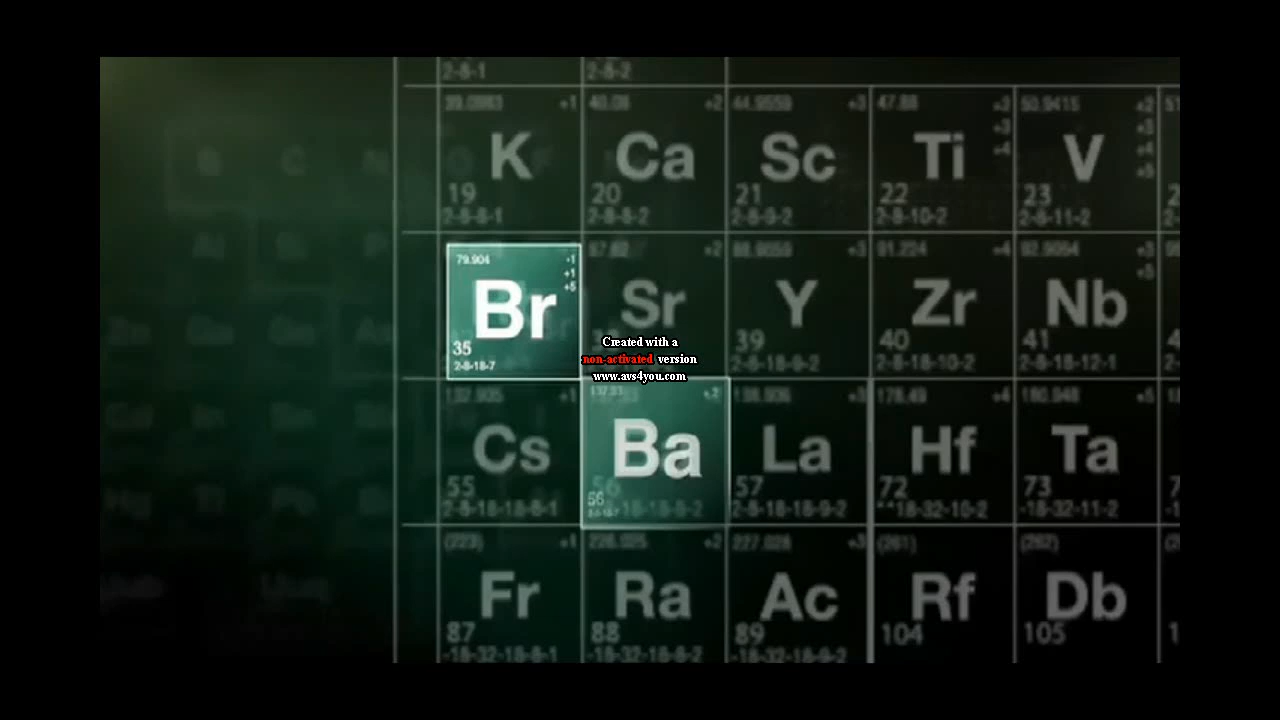 2-8-1 2-8-2
39.0983 +1 40.08 +2 44.9559 +3 47.88 +2 50.9415 +2
+3 +3
+4 +4
+5
K Ca Sc Ti V
19 20 21 22 23
2-8-8-1 2-8-8-2 2-8-9-2 2-8-10-2 2-8-11-2
79.904 -1 87.62 +2 88.9059 +3 91.224 +4 92.9064 +3
+1 +5
+5
Br Sr Y Zr Nb
35 39 40 41
2-8-18-7 2-8-18-9-2 2-8-18-10-2 2-8-18-12-1
Created with a
non-activated version
www.avs4you.com
132.905 137.33 +2 138.906 +3 178.49 +4 180.948 +5
Cs Ba La Hf Ta
55 56 57 72 73
2-8-18-18-8-1 -18-18-8-2 2-8-18-18-9-2 **18-32-10-2 -18-32-11-2
(223) +1 226.025 +2 227.028 +3 (261) (262)
Fr Ra Ac Rf Db
87 88 89 104 105
-18-32-18-8-1 -18-32-18-8-2 -18-32-18-9-2